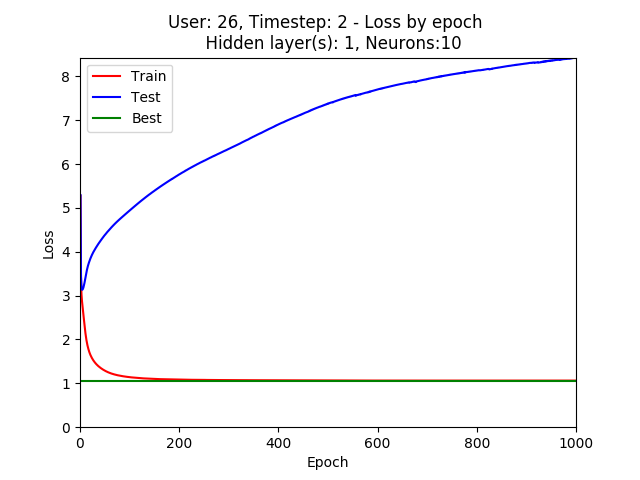 User: 26, Timestep: 2 - Loss by epoch
Hidden layer(s): 1, Neurons:10
Train
Test
Best
8
7
6
5
4
3
2
1
0
Loss
0 200 400 600 800 1000
Epoch